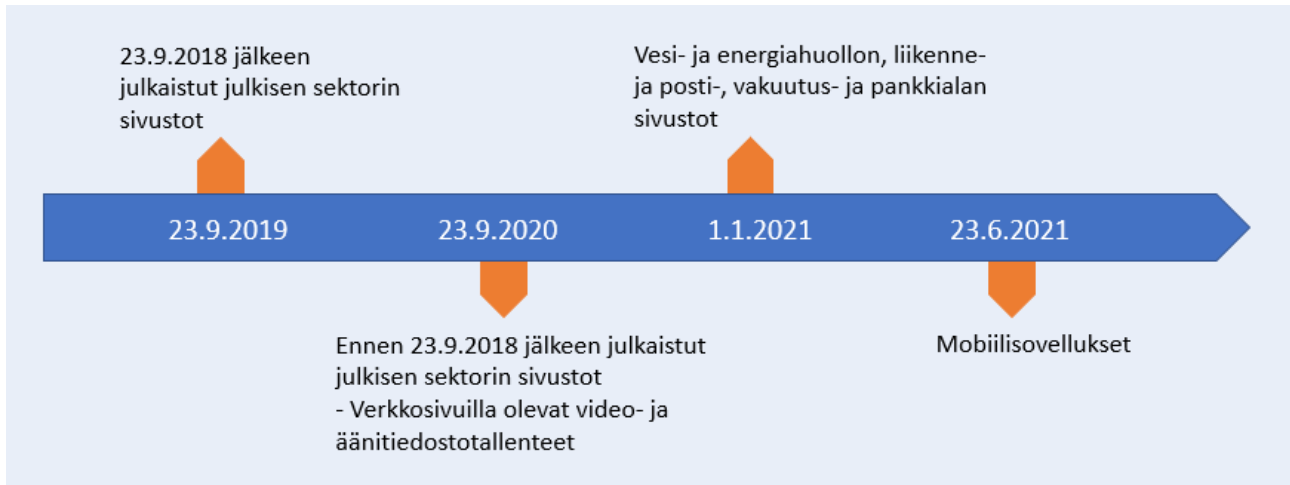 23.9.2018 jälkeen
julkaistut julkisen sektorin
sivustot
Vesi- ja energiahuollon, liikenne-
ja posti-, vakuutus- ja pankkialan
sivustot
23.9.2019
23.9.2020
1.1.2021
23.6.2021
Ennen 23.9.2018 jälkeen julkaistut
julkisen sektorin sivustot
- Verkkosivuilla olevat video- ja
äänitiedostotallenteet
Mobiilisovellukset